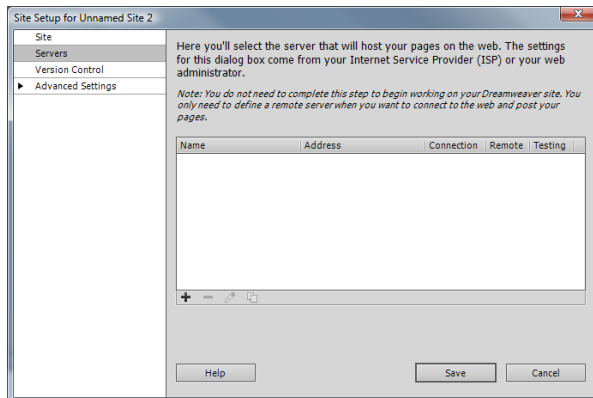 Site Setup for Unnamed Site 2
Site
Servers
Version Control
Advanced Settings
Here you'll select the server that will host your pages on the web. The settings
for this dialog box come from your Internet Service Provider (ISP) or your web
administrator.
Note: You do not need to complete this step to begin working on your Dreamweaver site. You
only need to define a remote server when you want to connect to the web and post your
pages.
Name Address Connection Remote Testing
Help Save Cancel